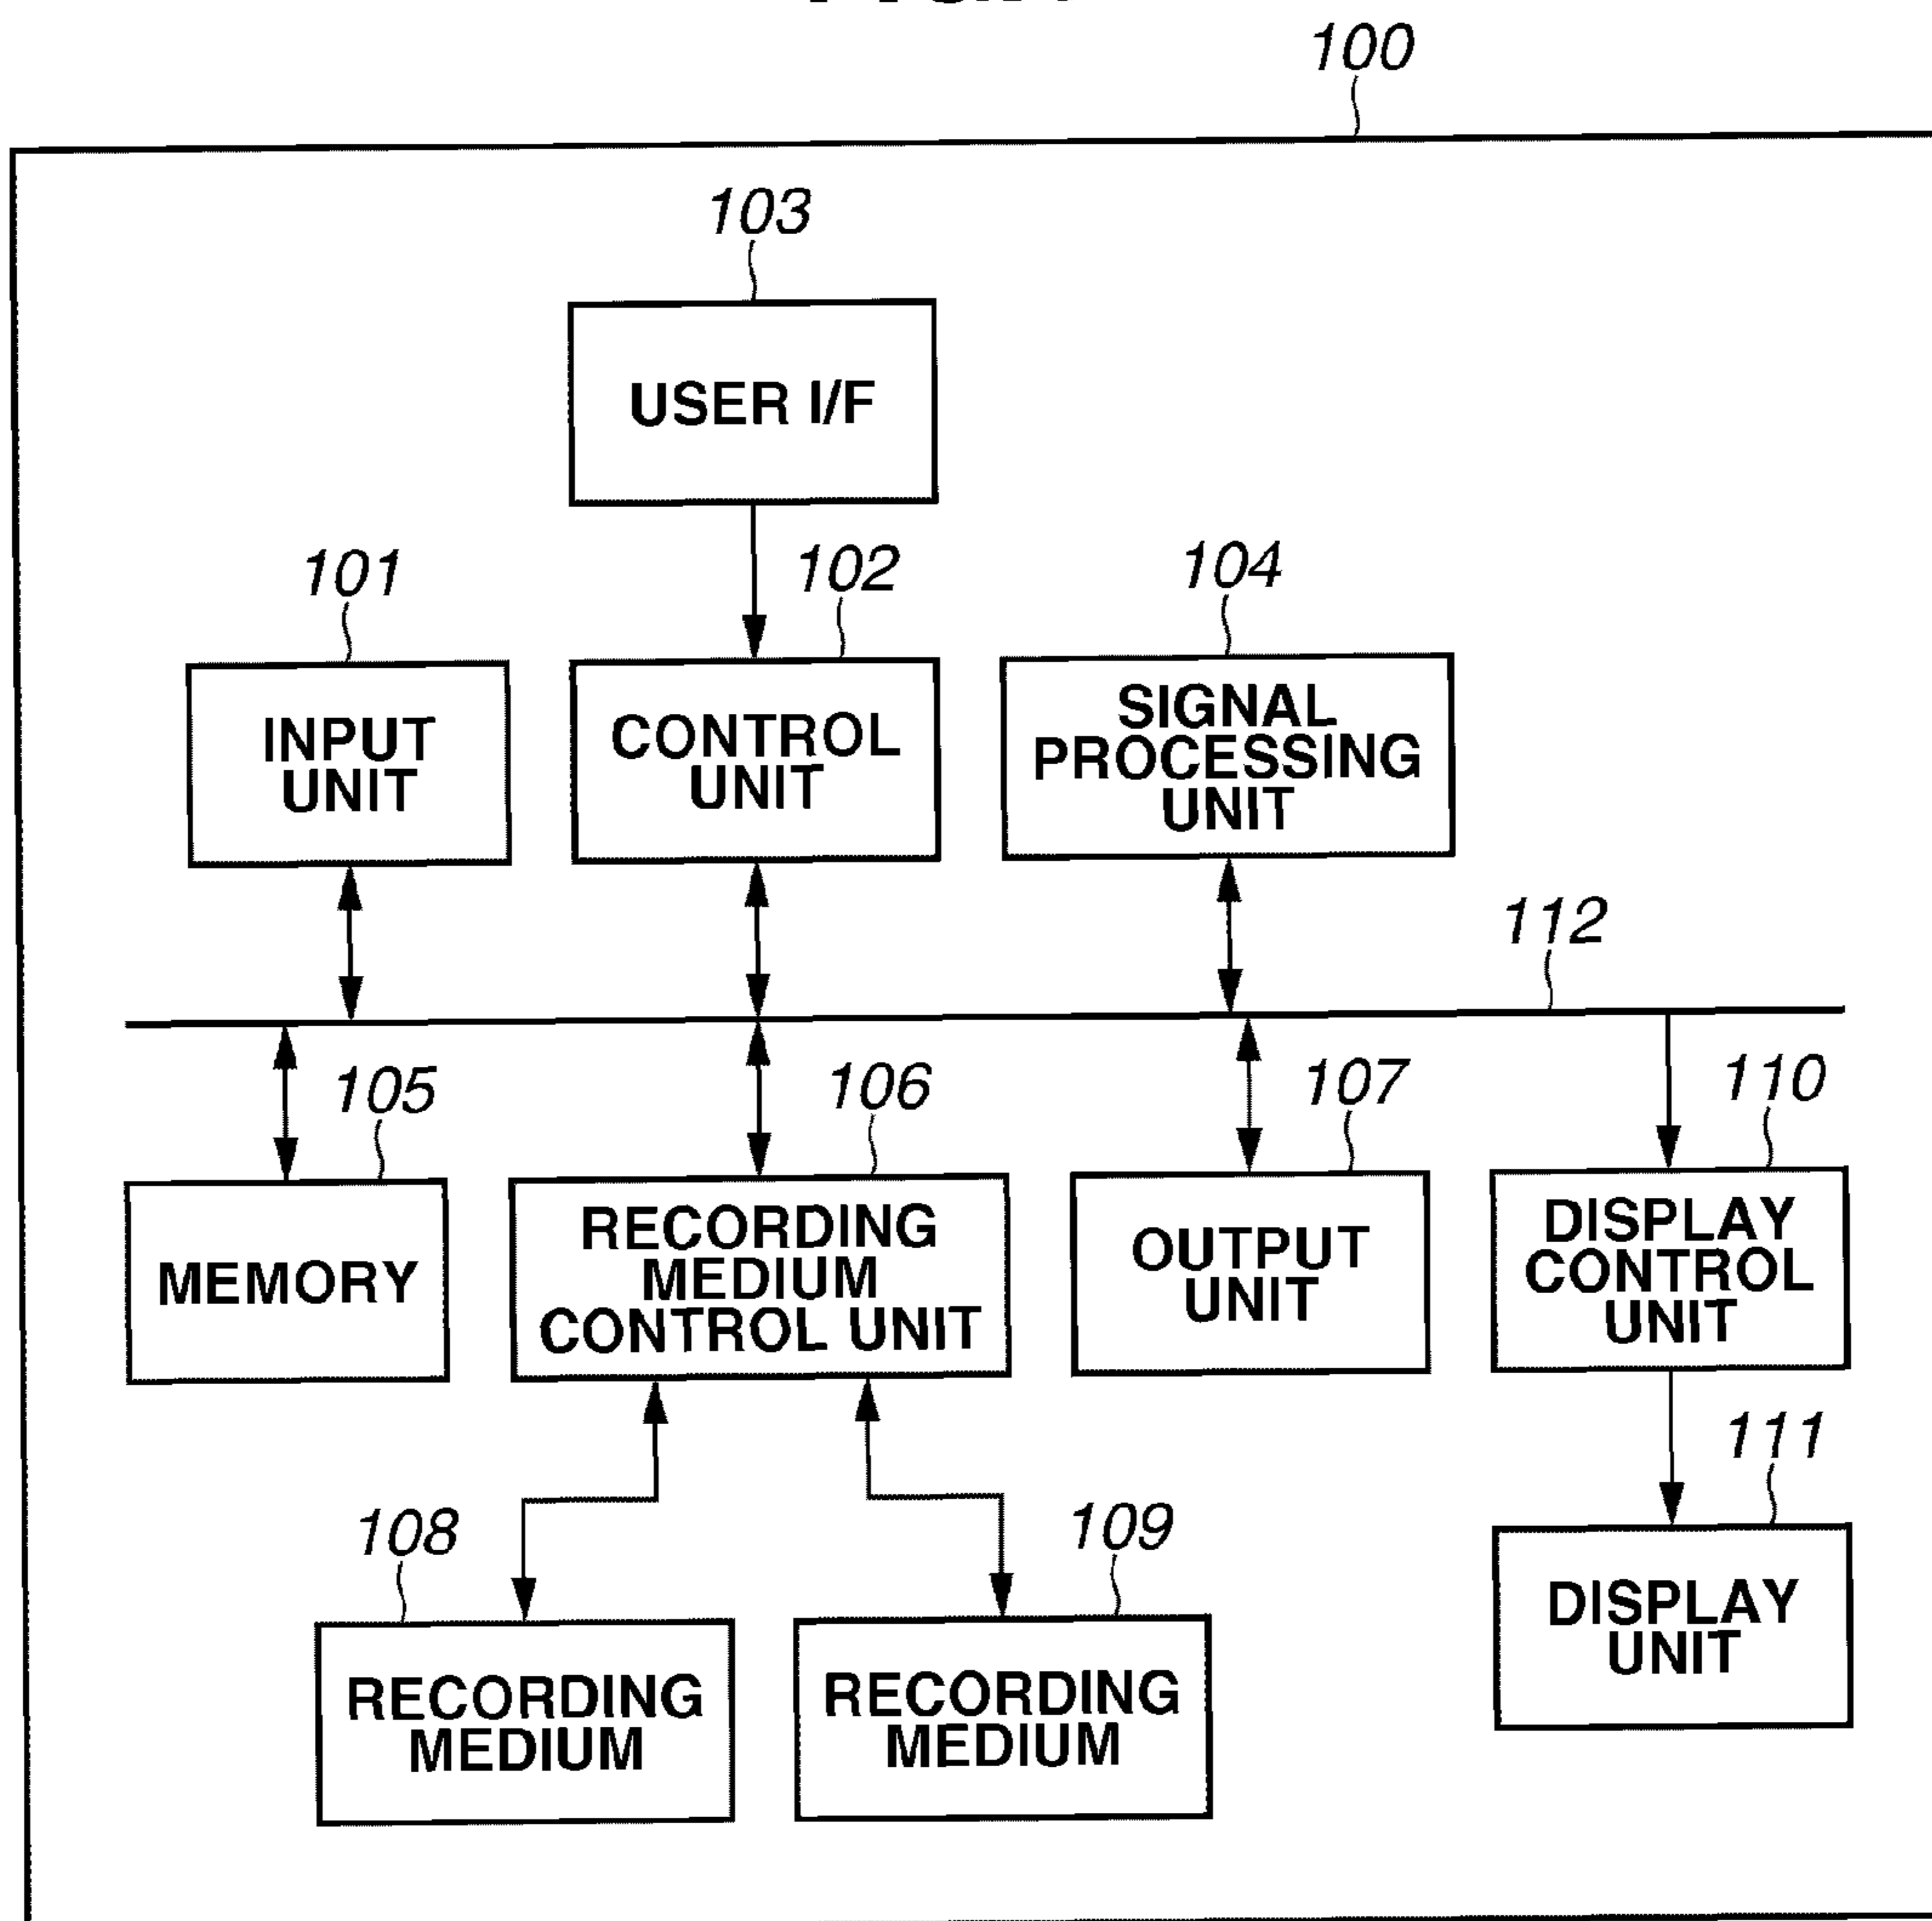 100
103
USER I/F
101
102
104
INPUT
UNIT
CONTROL
UNIT
SIGNAL
PROCESSING
UNIT
112
105
106
107
110
MEMORY
RECORDING
MEDIUM
CONTROL UNIT
OUTPUT
UNIT
DISPLAY
CONTROL
UNIT
111
108
109
RECORDING
MEDIUM
RECORDING
MEDIUM
DISPLAY
UNIT